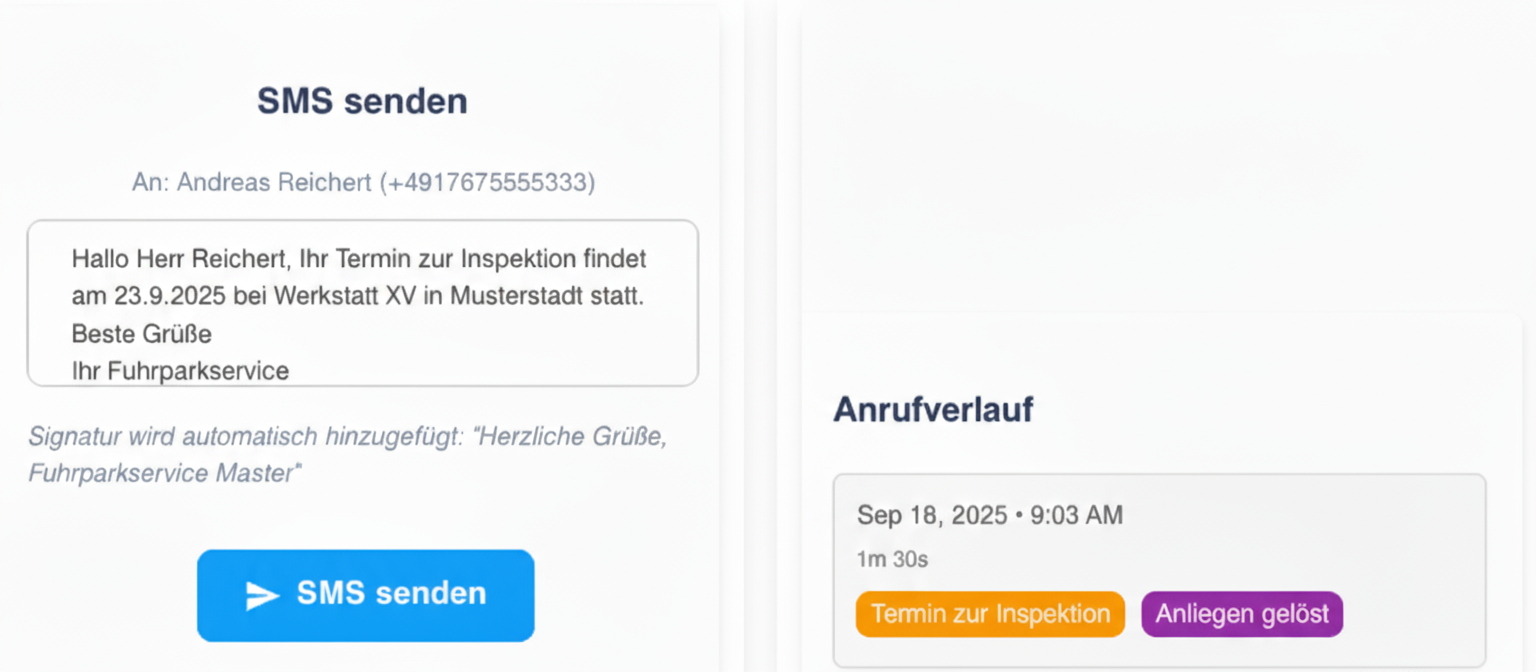 SMS senden
An: Andreas Reichert (+4917675555333)
Hallo Herr Reichert, Ihr Termin zur Inspektion findet
am 23.9.2025 bei Werkstatt XV in Musterstadt statt.
Beste Grüße
Ihr Fuhrparkservice
Signatur wird automatisch hinzugefügt: "Herzliche Grüße,
Fuhrparkservice Master"
SMS senden
Anrufverlauf
Sep 18, 2025 • 9:03 AM
1m 30s
Termin zur Inspektion
Anliegen gelöst